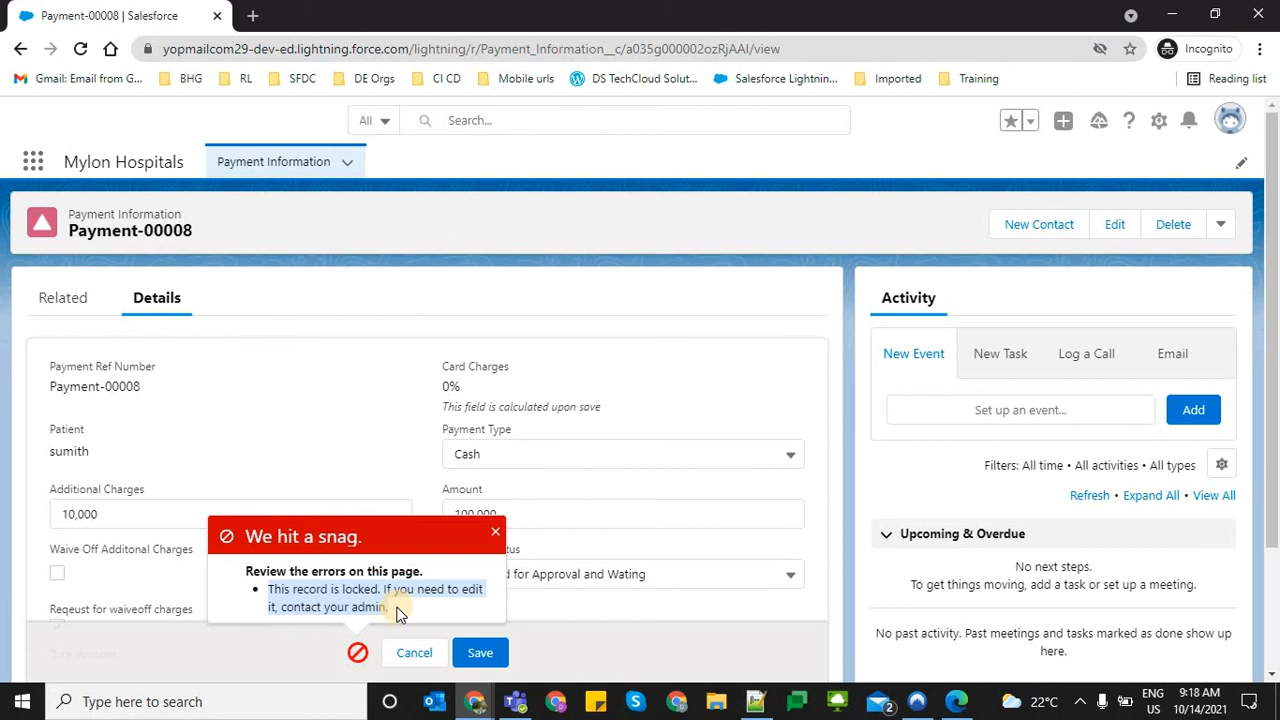 Payment-00008 | Salesforce
yopmailcom29-dev-ed.lightning.force.com/lightning/r/Payment_Information__c/a035g000002ozRjAAI/view
Incognito
Gmail: Email from G...
BHG
RL
SFDC
DE Orgs
CI CD
Mobile urls
DS TechCloud Solut...
Salesforce Lightnin...
Imported
Training
Reading list
All
Search...
Mylon Hospitals
Payment Information
Payment Information
Payment-00008
New Contact
Edit
Delete
Related
Details
Payment Ref Number
Payment-00008
Card Charges
0%
This field is calculated upon save
Patient
sumith
Payment Type
Cash
Additional Charges
10,000
Amount
100,000
Waive Off Additonal Charges
tus
d for Approval and Wating
Reqeust for waiveoff charges
We hit a snag.
Review the errors on this page.
This record is locked. If you need to edit
it, contact your admin.
Cancel
Save
Activity
New Event
New Task
Log a Call
Email
Set up an event...
Add
Filters: All time • All activities • All types
Refresh • Expand All • View All
Upcoming & Overdue
No next steps.
To get things moving, add a task or set up a meeting.
No past activity. Past meetings and tasks marked as done show up
here.
Type here to search
2
22°C
ENG
US
9:18 AM
10/14/2021